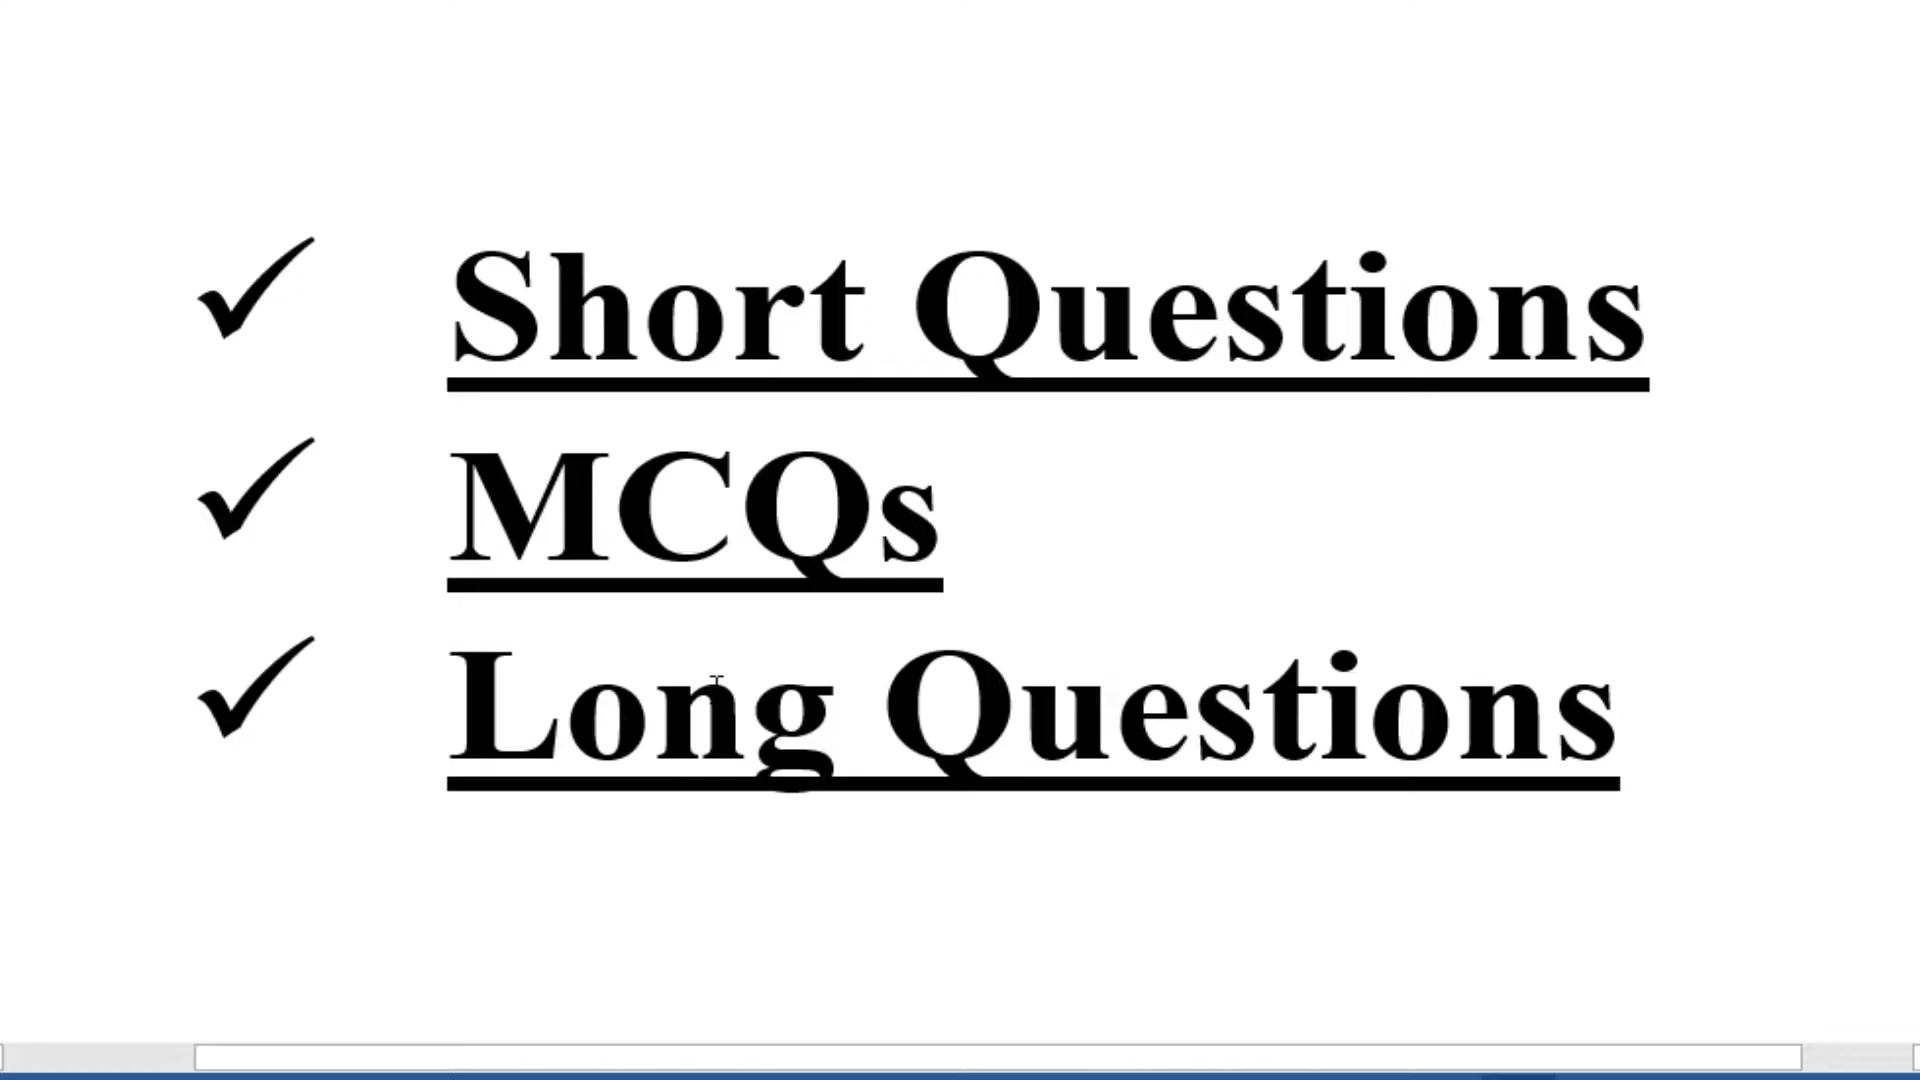 ✓ Short Questions
✓ MCQs
✓ Long Questions